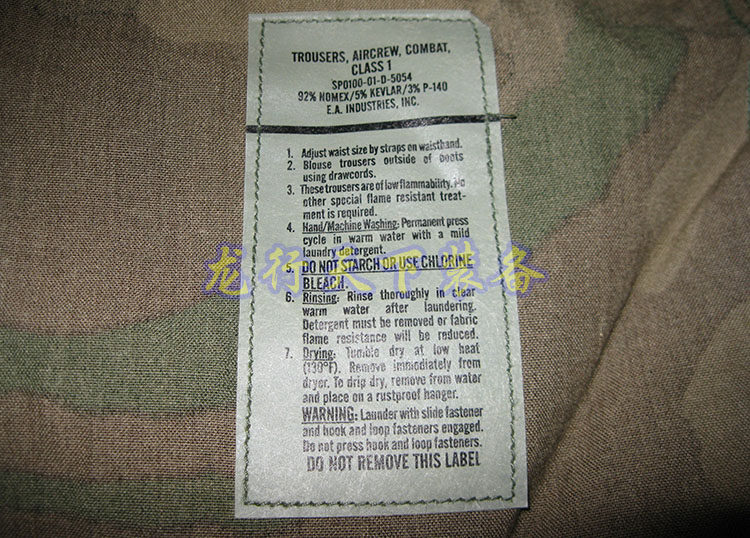 TROUSERS, AIRCREW, COMBAT,
CLASS 1
SPO100-01-D-5054
92% NOMEX/5% KEVLAR/3% P-140
E.A. INDUSTRIES, INC.
1. Adjust waist size by straps on waistband.
2. Blouse trousers outside of boots
using drawcords.
3. These trousers are of low flammability. No
other special flame resistant treat-
ment is required.
4. Hand/Machine Washing: Permanent press
cycle in warm water with a mild
laundry detergent.
5. DO NOT STARCH OR USE CHLORINE
BLEACH.
龙行天下装备
6. Rinsing: Rinse thoroughly in clear
warm water after laundering.
Detergent must be removed or fabric
flame resistance will be reduced.
7. Drying: Tumble dry at low heat
(130°F). Remove immediately from
dryer. To drip dry, remove from water
and place on a rustproof hanger.
WARNING: Launder with slide fastener
and hook and loop fasteners engaged.
Do not press hook and loop fasteners.
DO NOT REMOVE THIS LABEL